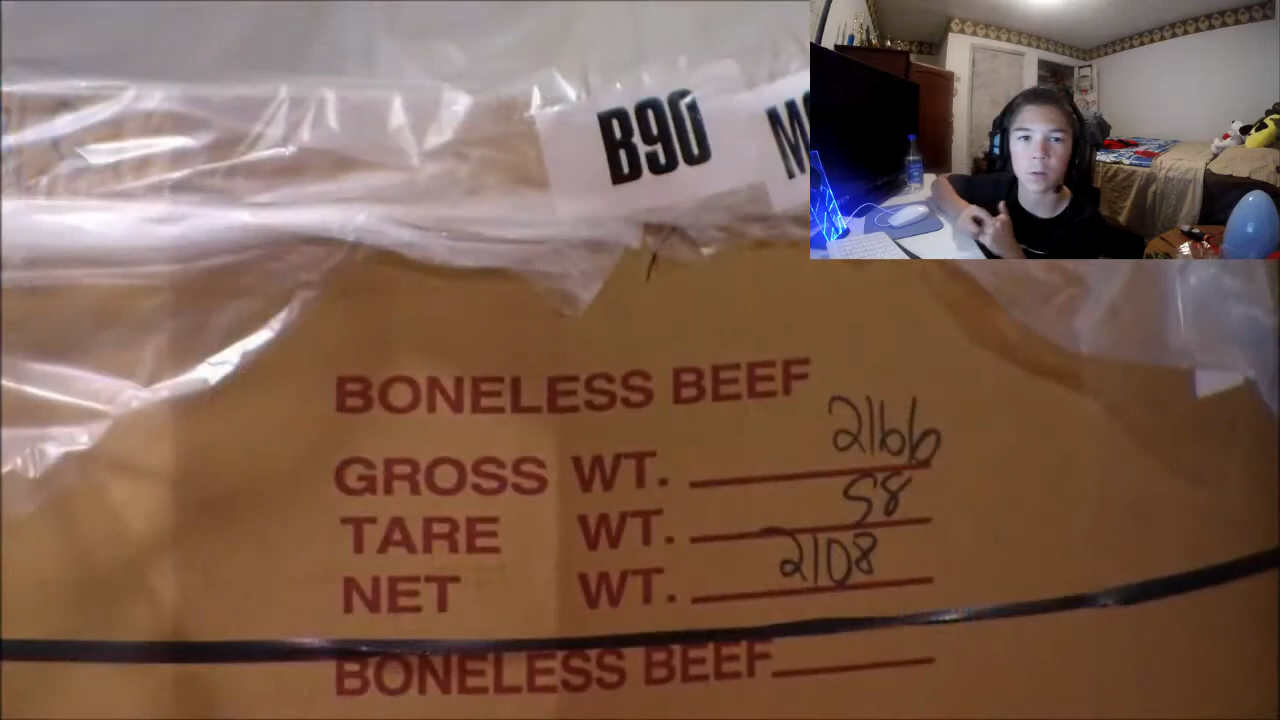 B90
BONELESS BEEF
GROSS WT. 2166
TARE WT. 58
NET WT. 2108
BONELESS BEEF